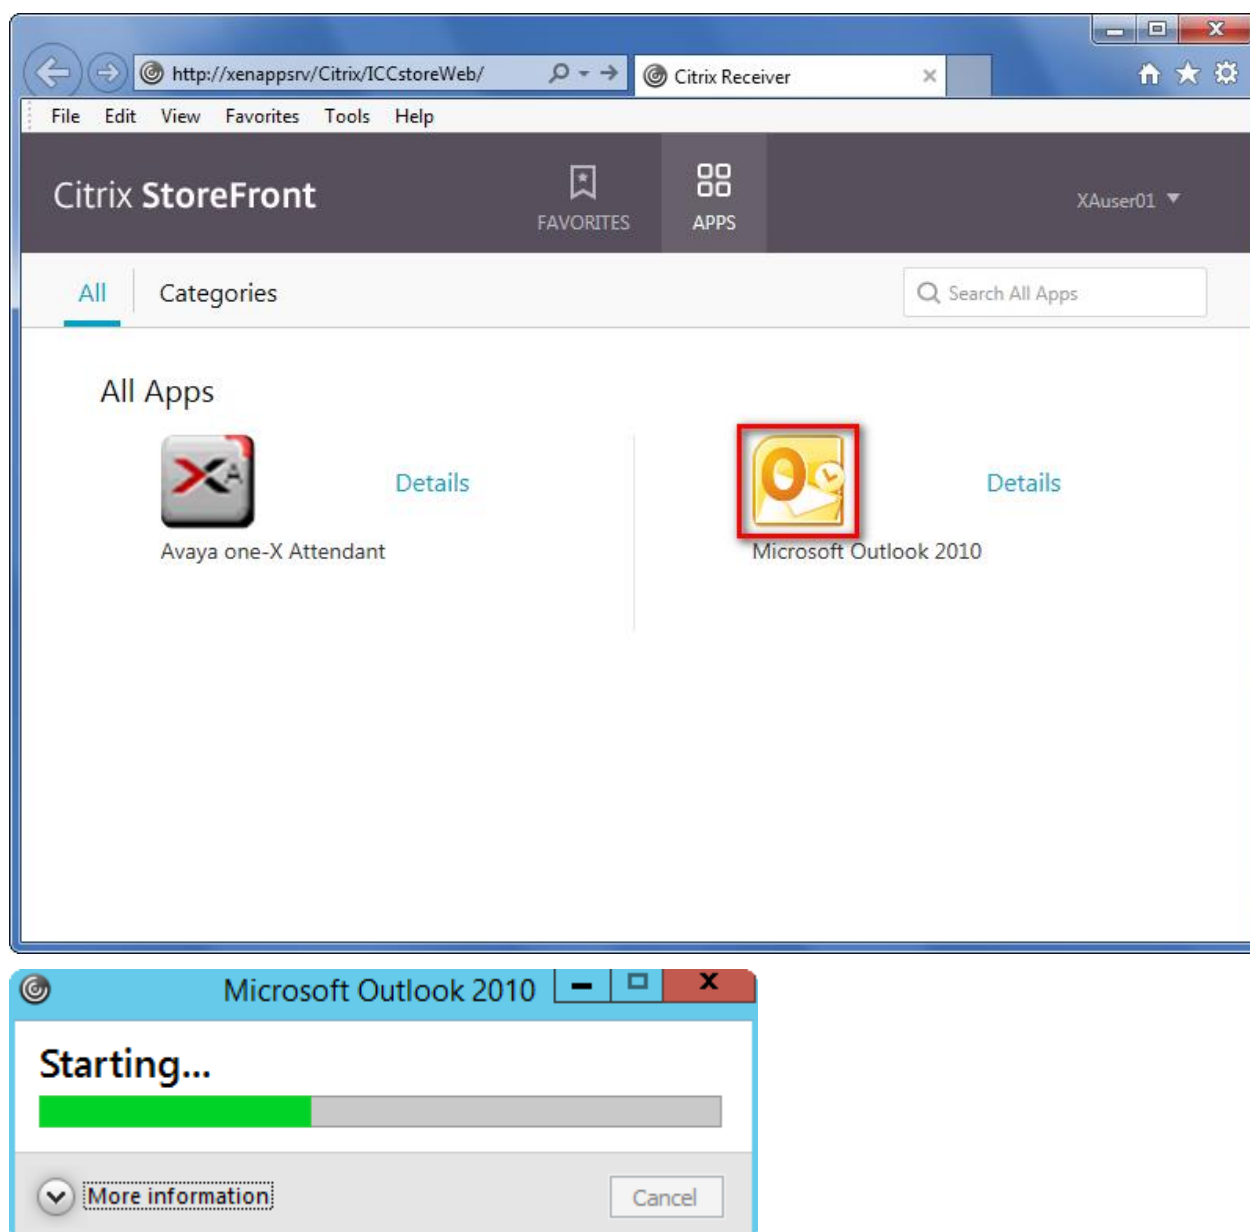 http://xenappsrv/Citrix/ICCstoreWeb/ Citrix Receiver
File Edit View Favorites Tools Help
Citrix StoreFront FAVORITES APPS XAuser01
All Categories Search All Apps
All Apps
Details Details
Avaya one-X Attendant Microsoft Outlook 2010
Microsoft Outlook 2010
Starting...
More information Cancel